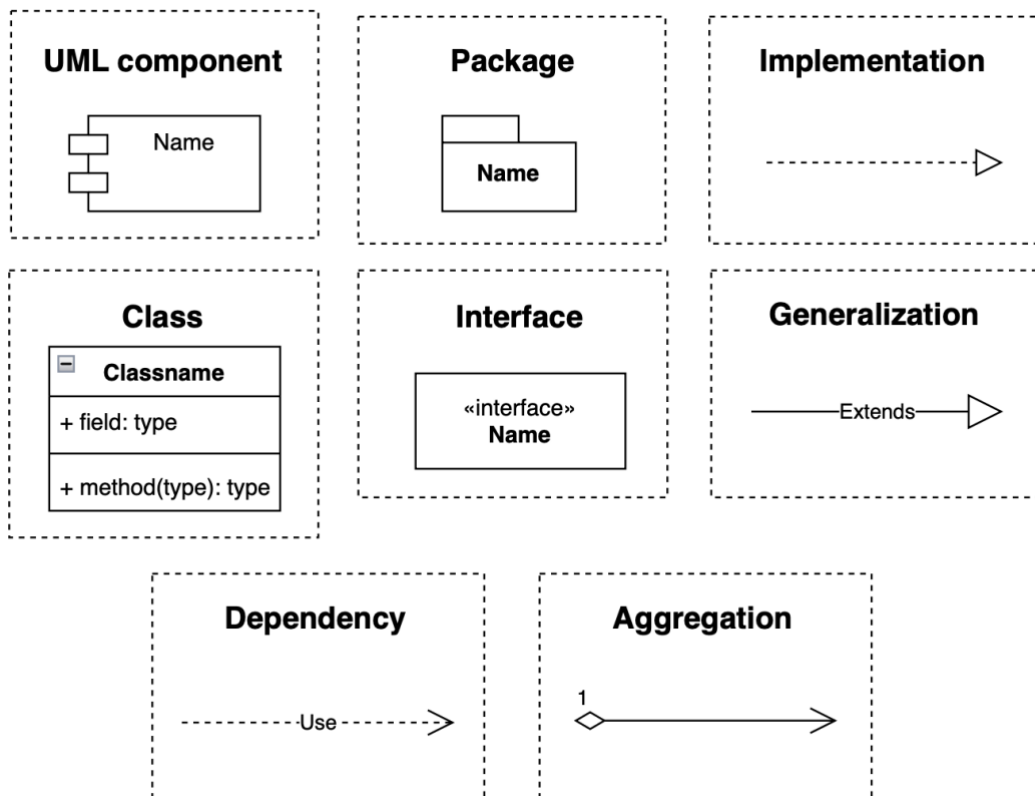 UML component
Name
Package
Name
Implementation
Class
Classname
+ field: type
+ method(type): type
Interface
«interface»
Name
Generalization
Extends
Dependency
Use
Aggregation
1